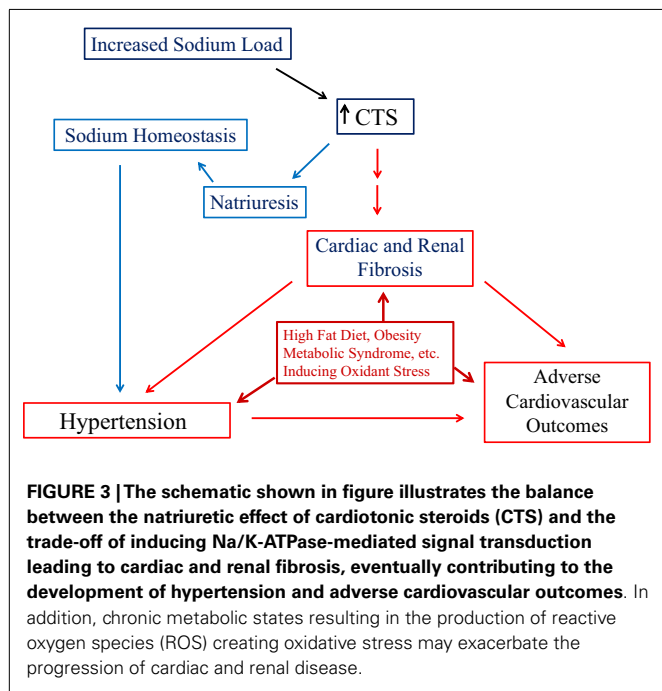 Increased Sodium Load
↑ CTS
Sodium Homeostasis
Natriuresis
Cardiac and Renal
Fibrosis
High Fat Diet, Obesity
Metabolic Syndrome, etc.
Inducing Oxidant Stress
Hypertension
Adverse
Cardiovascular
Outcomes
FIGURE 3 | The schematic shown in figure illustrates the balance
between the natriuretic effect of cardiotonic steroids (CTS) and the
trade-off of inducing Na/K-ATPase-mediated signal transduction
leading to cardiac and renal fibrosis, eventually contributing to the
development of hypertension and adverse cardiovascular outcomes. In
addition, chronic metabolic states resulting in the production of reactive
oxygen species (ROS) creating oxidative stress may exacerbate the
progression of cardiac and renal disease.